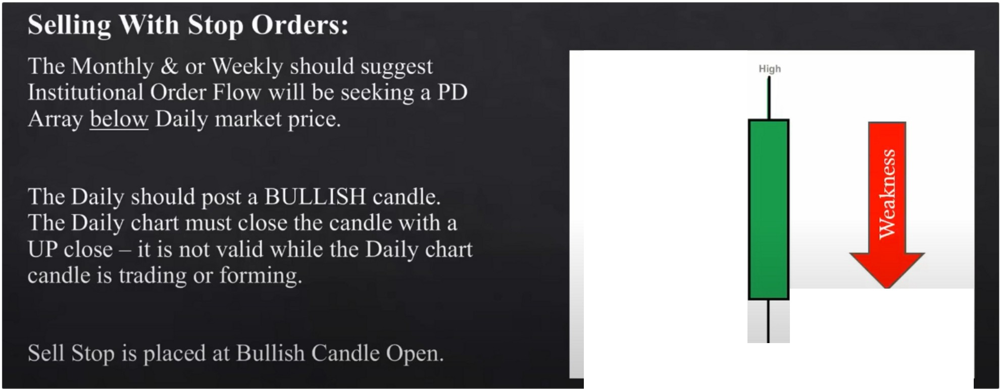 Selling With Stop Orders:
The Monthly & or Weekly should suggest
Institutional Order Flow will be seeking a PD
Array below Daily market price.
The Daily should post a BULLISH candle.
The Daily chart must close the candle with a
UP close – it is not valid while the Daily chart
candle is trading or forming.
Sell Stop is placed at Bullish Candle Open.
High
Weakness